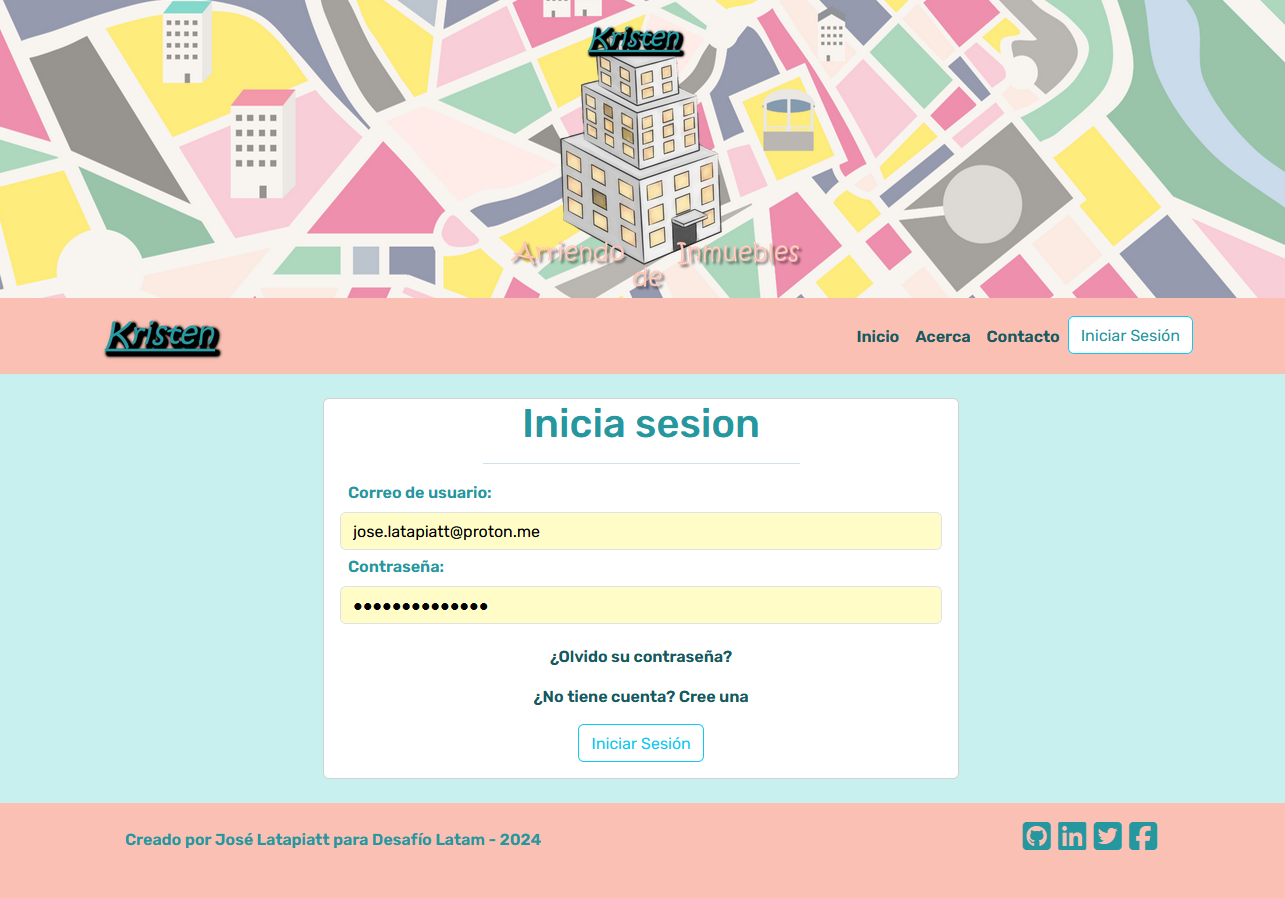 Kristen
Arriendo Inmuebles
de
Kristen
Inicio Acerca Contacto Iniciar Sesión
Inicia sesion
Correo de usuario:
jose.latapiatt@proton.me
Contraseña:
●●●●●●●●●●●●●●
¿Olvido su contraseña?
¿No tiene cuenta? Cree una
Iniciar Sesión
Creado por José Latapiatt para Desafío Latam - 2024